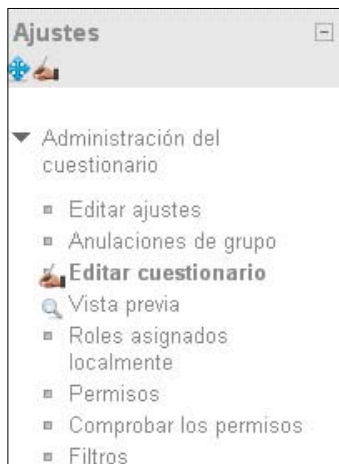 Ajustes
Administración del
cuestionario
Editar ajustes
Anulaciones de grupo
Editar cuestionario
Vista previa
Roles asignados
localmente
Permisos
Comprobar los permisos
Filtros